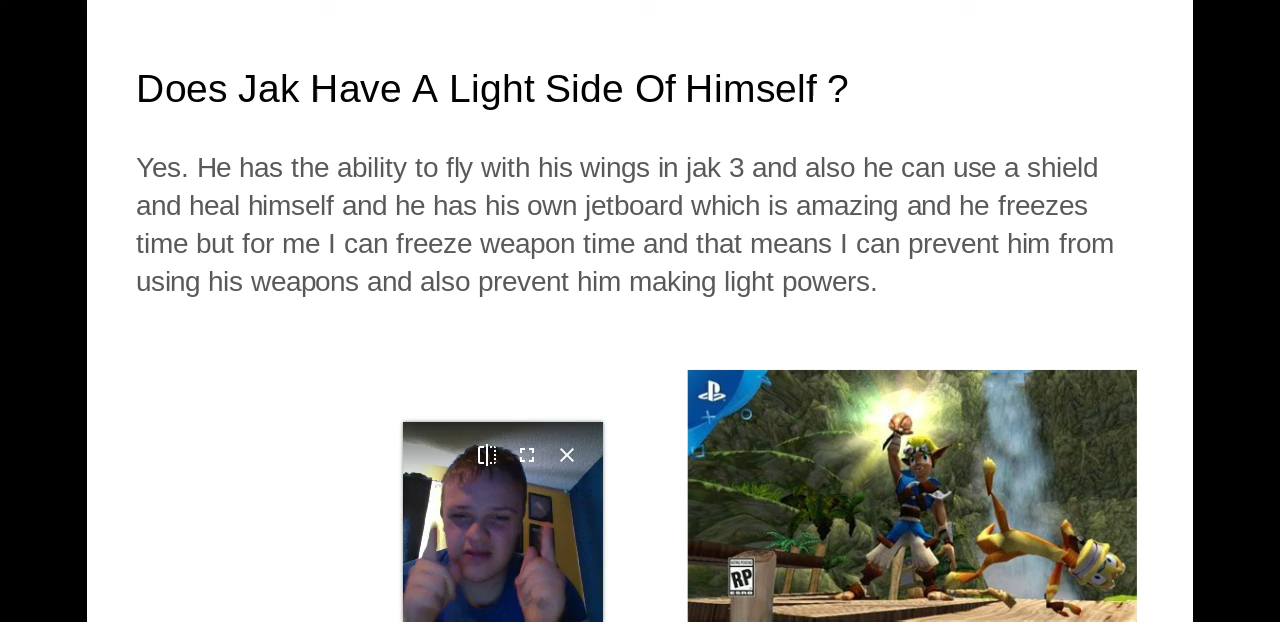 Does Jak Have A Light Side Of Himself ?
Yes. He has the ability to fly with his wings in jak 3 and also he can use a shield
and heal himself and he has his own jetboard which is amazing and he freezes
time but for me I can freeze weapon time and that means I can prevent him from
using his weapons and also prevent him making light powers.
RP